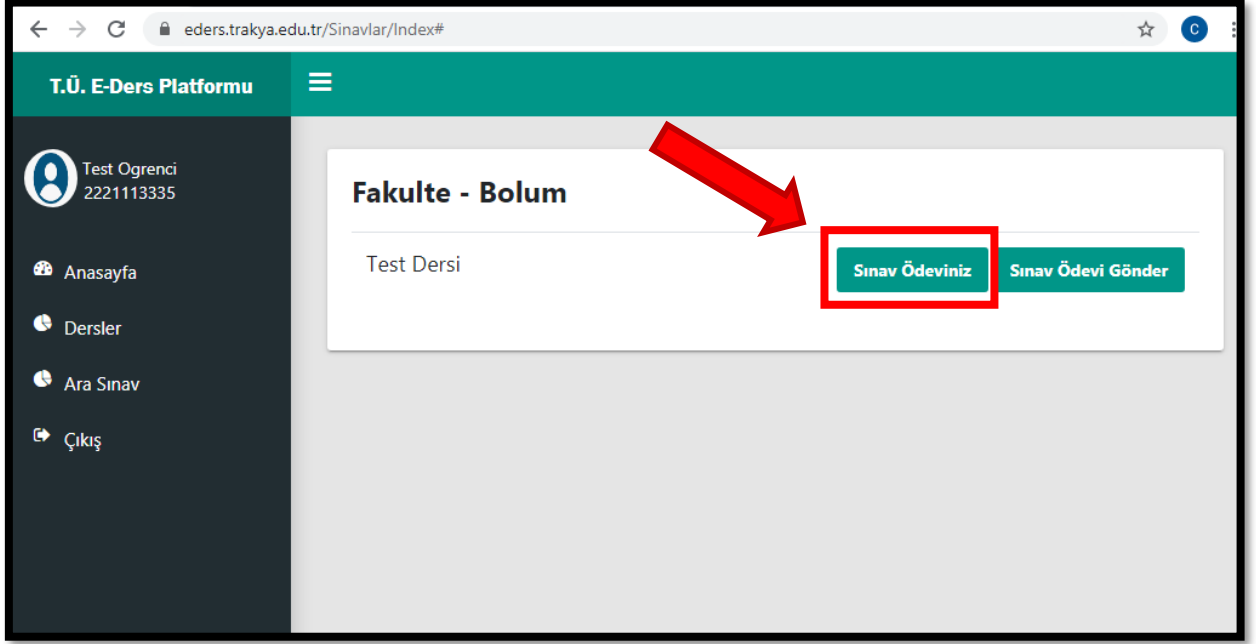 eders.trakya.edu.tr/Sinavlar/Index#
C
T.Ü. E-Ders Platformu
Test Ogrenci
2221113335
Anasayfa
Dersler
Ara Sınav
Çıkış
Fakulte - Bolum
Test Dersi
Sınav Ödeviniz
Sınav Ödevi Gönder